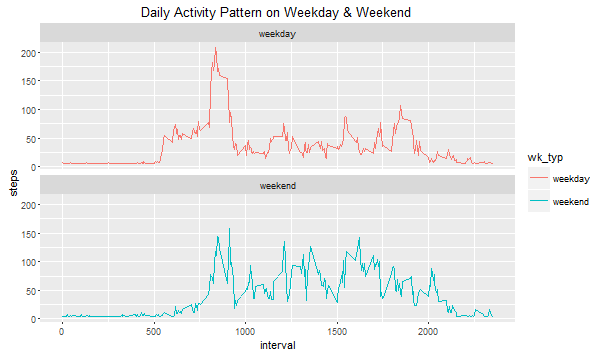 Daily Activity Pattern on Weekday & Weekend
weekday
200
150
100
50
0
weekend
200
150
100
50
0
steps
0
500
1000
1500
2000
interval
wk_typ
weekday
weekend